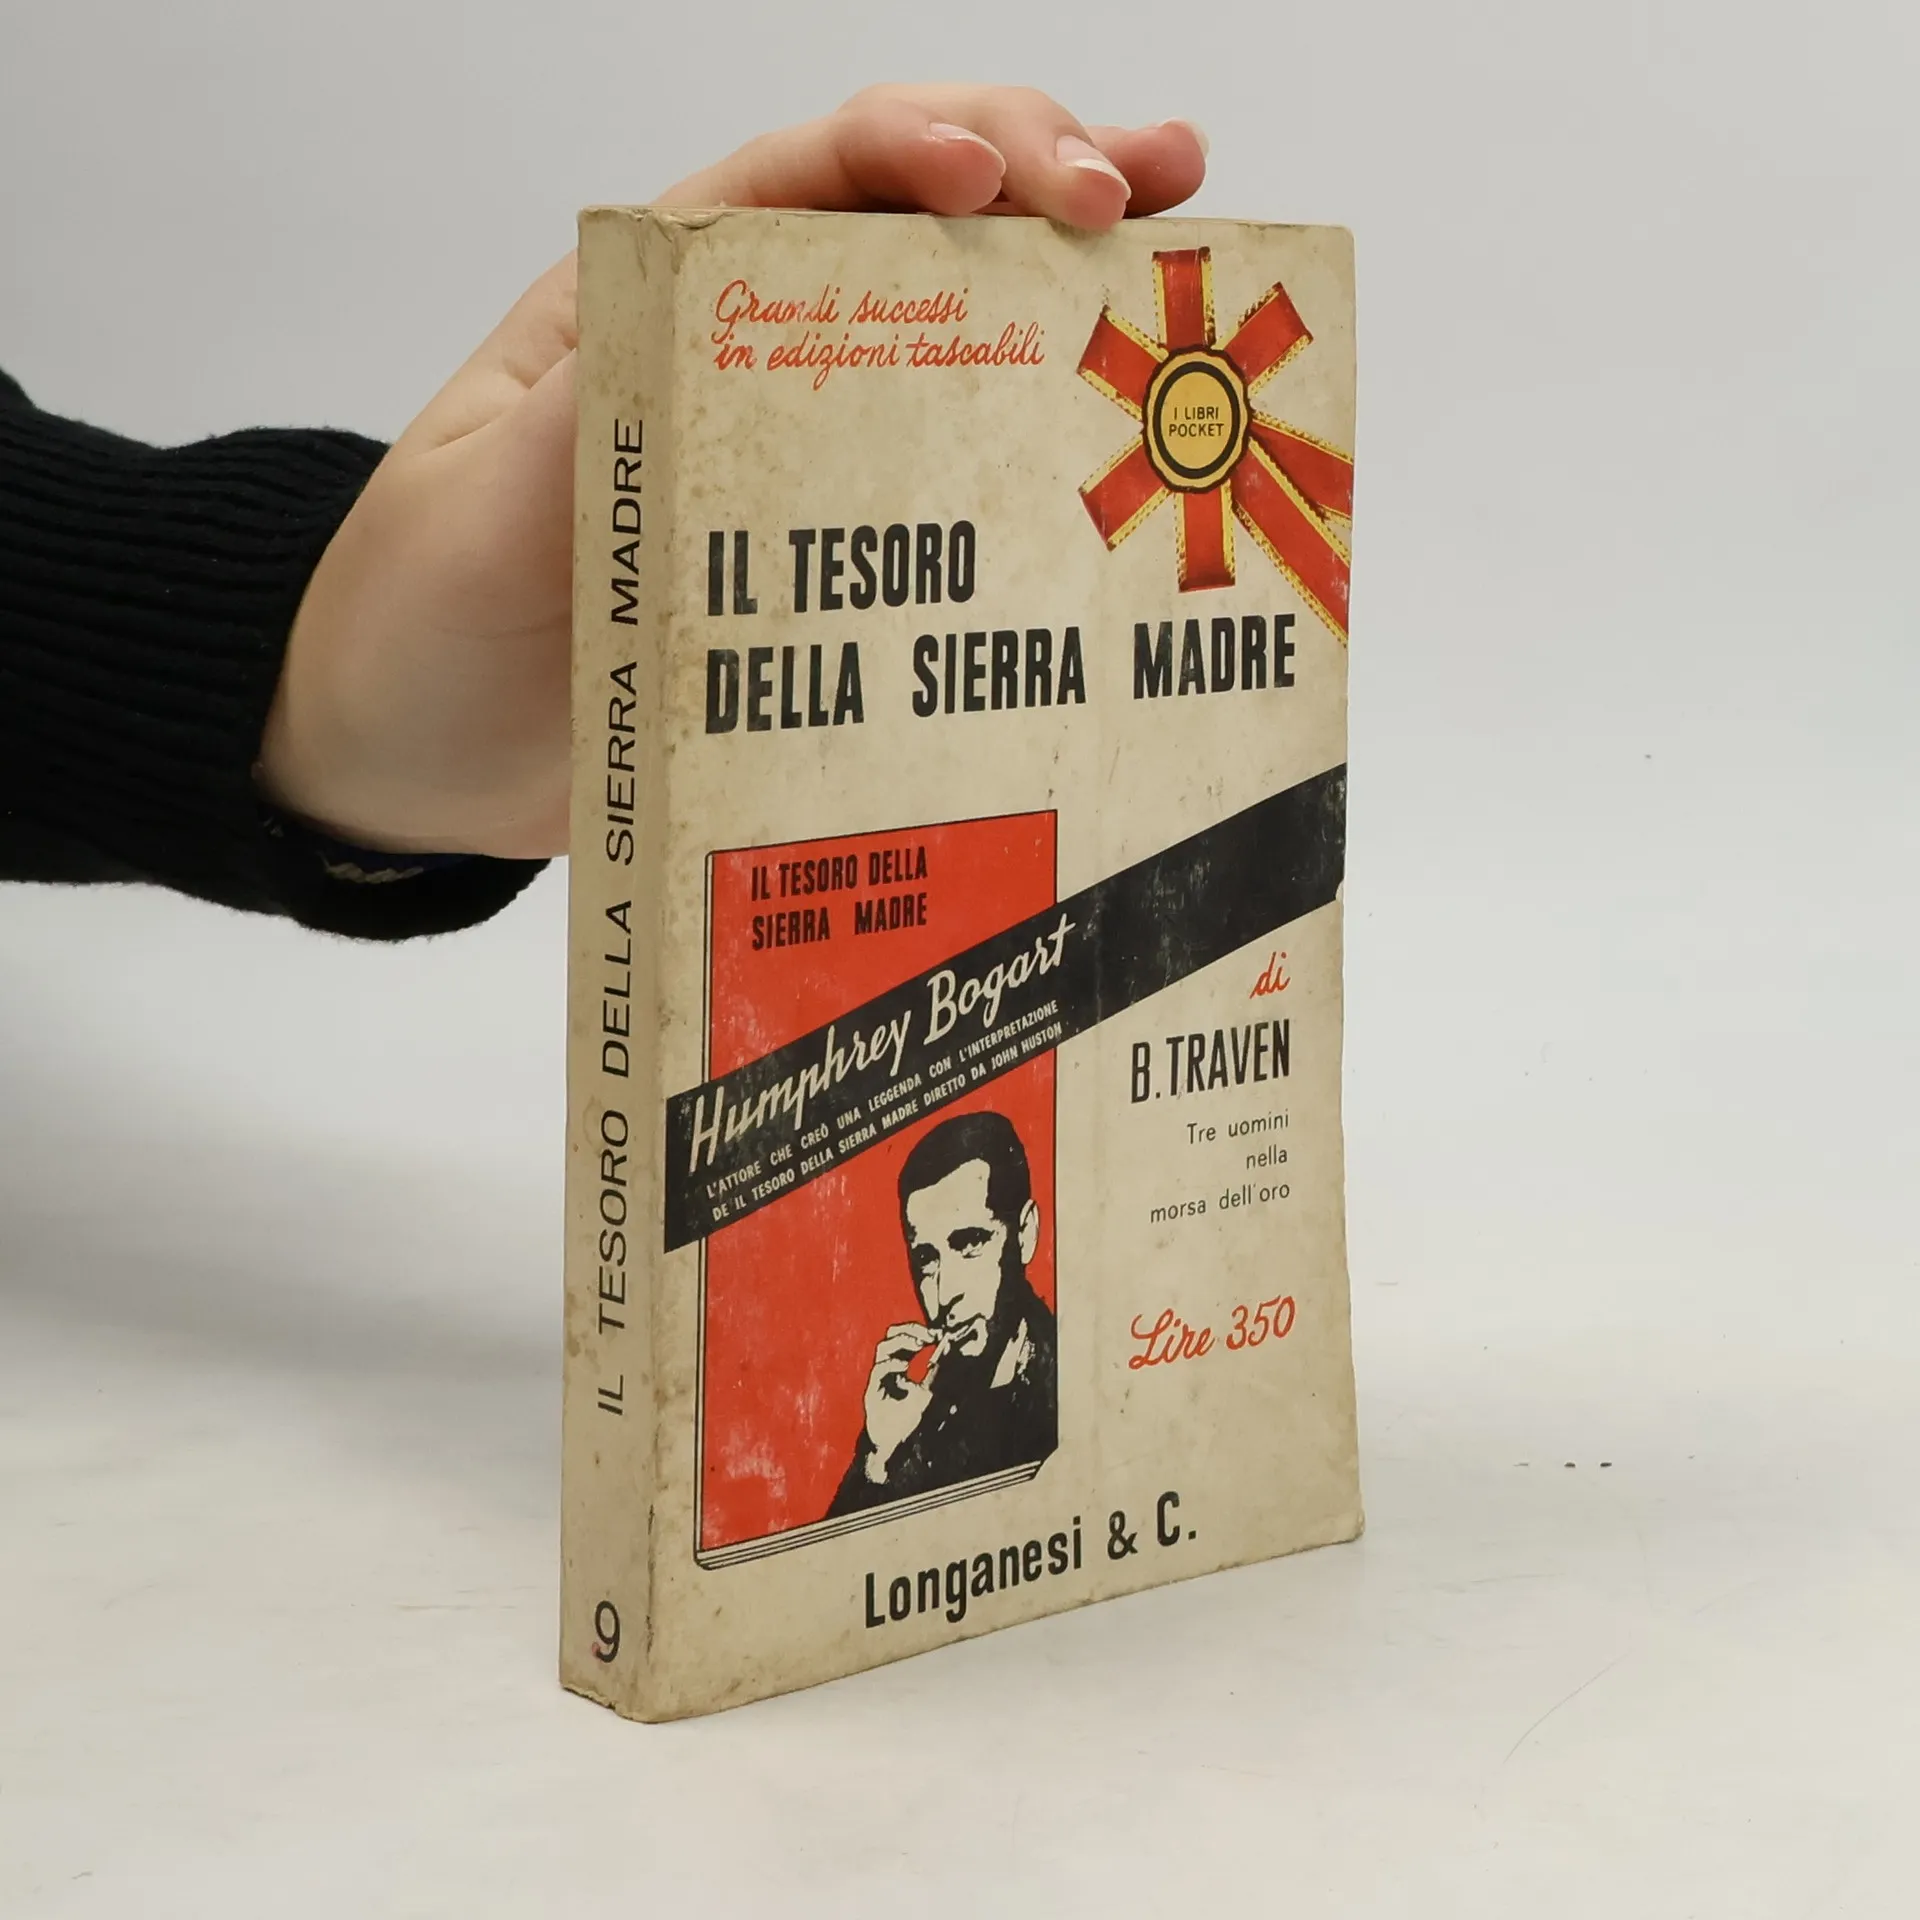 Grandi successi
in edizioni tascabili
I LIBRI
POCKET
IL TESORO
DELLA SIERRA MADRE
IL TESORO DELLA
SIERRA MADRE
Humphrey Bogart
L'ATTORE CHE CREÒ UNA LEGGENDA CON L'INTERPRETAZIONE
DE IL TESORO DELLA SIERRA MADRE DIRETTO DA JOHN HUSTON
di
B. TRAVEN
Tre uomini
nella
morsa dell'oro
Lire 350
Longanesi & C.
IL TESORO DELLA SIERRA MADRE
9